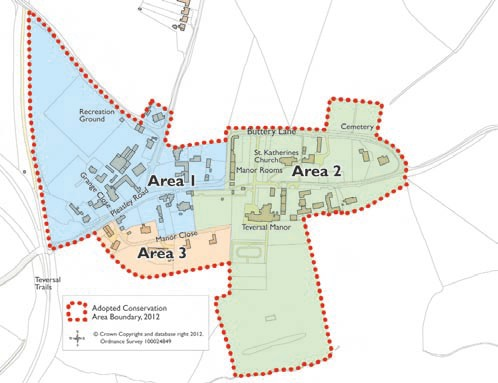 Recreation
Ground
Buttery Lane
Cemetery
St. Katherines
Church
Manor Rooms
Area 2
Area 1
Grange Close
Pleasley Road
Teversal Manor
Manor Close
Area 3
Teversal
Trails
Adopted Conservation
Area Boundary, 2012
© Crown Copyright and database right 2012.
Ordnance Survey 100024849